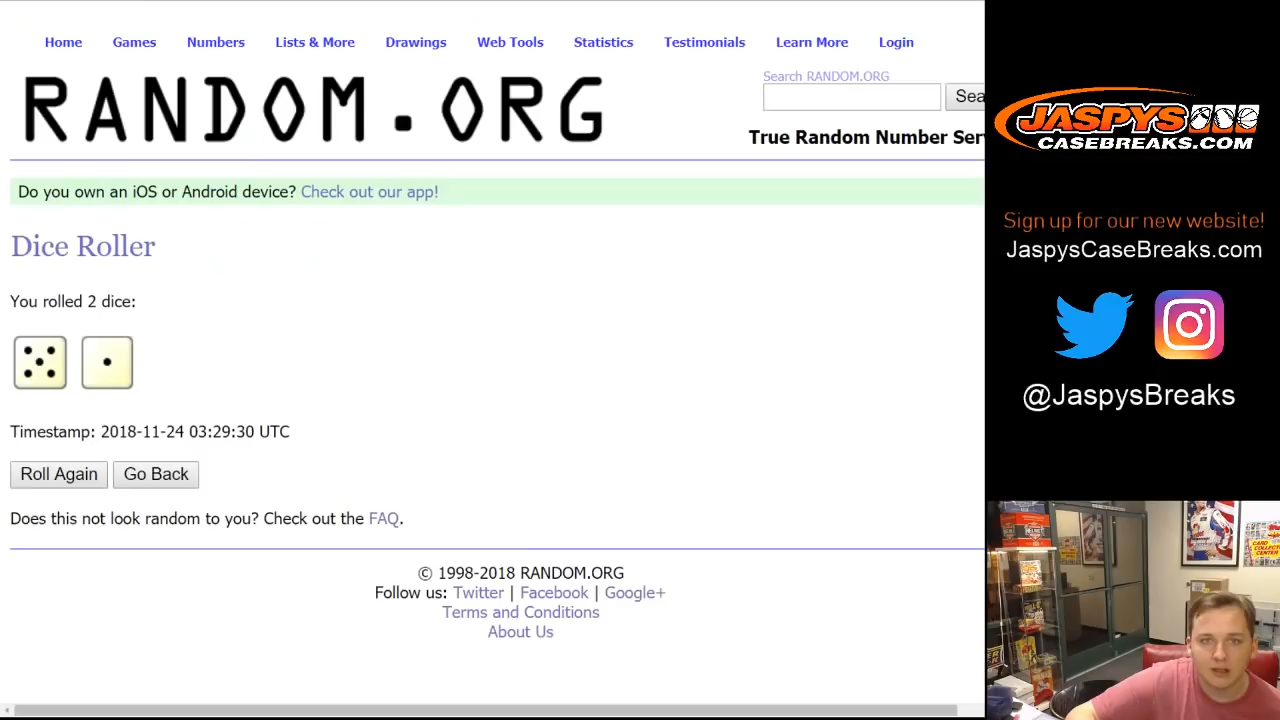 Home Games Numbers Lists & More Drawings Web Tools Statistics Testimonials Learn More Login
RANDOM.ORG
Search RANDOM.ORG
Sea
True Random Number Ser
Do you own an iOS or Android device? Check out our app!
Dice Roller
You rolled 2 dice:
Timestamp: 2018-11-24 03:29:30 UTC
Roll Again Go Back
Does this not look random to you? Check out the FAQ.
© 1998-2018 RANDOM.ORG
Follow us: Twitter | Facebook | Google+
Terms and Conditions
About Us
JASPYS
CASEBREAKS.COM
Sign up for our new website!
JaspysCaseBreaks.com
@JaspysBreaks